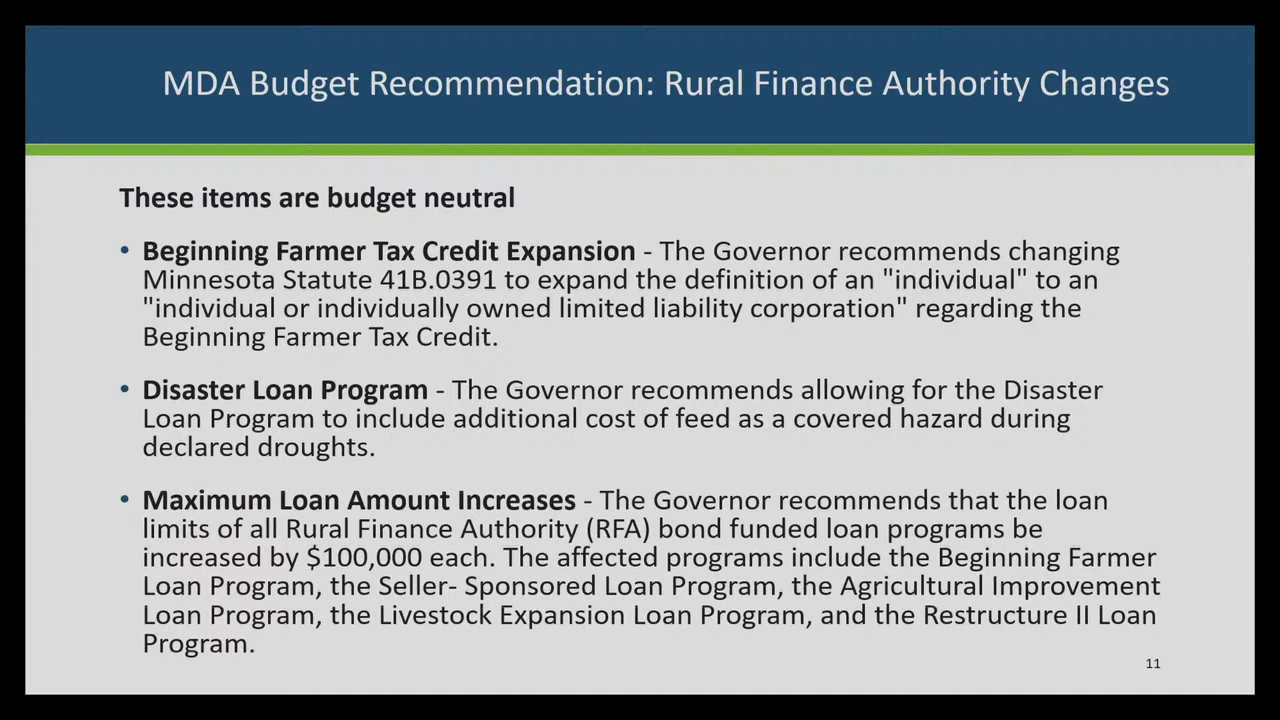 MDA Budget Recommendation: Rural Finance Authority Changes
These items are budget neutral
• Beginning Farmer Tax Credit Expansion - The Governor recommends changing
Minnesota Statute 41B.0391 to expand the definition of an "individual" to an
"individual or individually owned limited liability corporation" regarding the
Beginning Farmer Tax Credit.
• Disaster Loan Program - The Governor recommends allowing for the Disaster
Loan Program to include additional cost of feed as a covered hazard during
declared droughts.
• Maximum Loan Amount Increases - The Governor recommends that the loan
limits of all Rural Finance Authority (RFA) bond funded loan programs be
increased by $100,000 each. The affected programs include the Beginning Farmer
Loan Program, the Seller- Sponsored Loan Program, the Agricultural Improvement
Loan Program, the Livestock Expansion Loan Program, and the Restructure II Loan
Program.
11